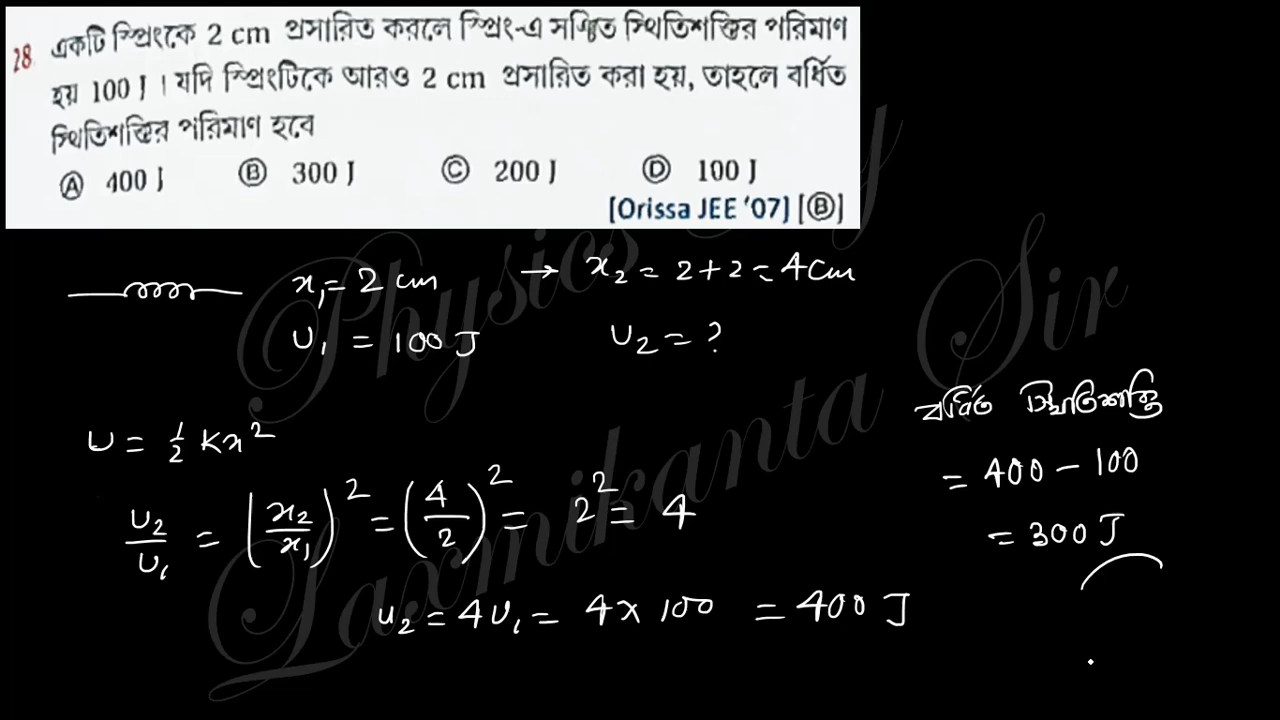 28 একটি স্প্রিংকে 2 cm প্রসারিত করলে স্প্রিং-এ সঞ্চিত স্থিতিশক্তির পরিমাণ
হয় 100 J । যদি স্প্রিংটিকে আরও 2 cm প্রসারিত করা হয়, তাহলে বর্ধিত
স্থিতিশক্তির পরিমাণ হবে
Ⓐ 400 J Ⓑ 300 J Ⓒ 200 J Ⓓ 100 J
[Orissa JEE '07] [Ⓑ]
x₁ = 2 cm → x₂ = 2+2 = 4 cm
U₁ = 100 J U₂ = ?
U = ½ Kx²
U₂/U₁ = (x₂/x₁)² = (4/2)² = 2² = 4
U₂ = 4U₁ = 4 × 100 = 400 J
বর্ধিত স্থিতিশক্তি
= 400 − 100
= 300 J
Physics By
Laxmikanta Sir